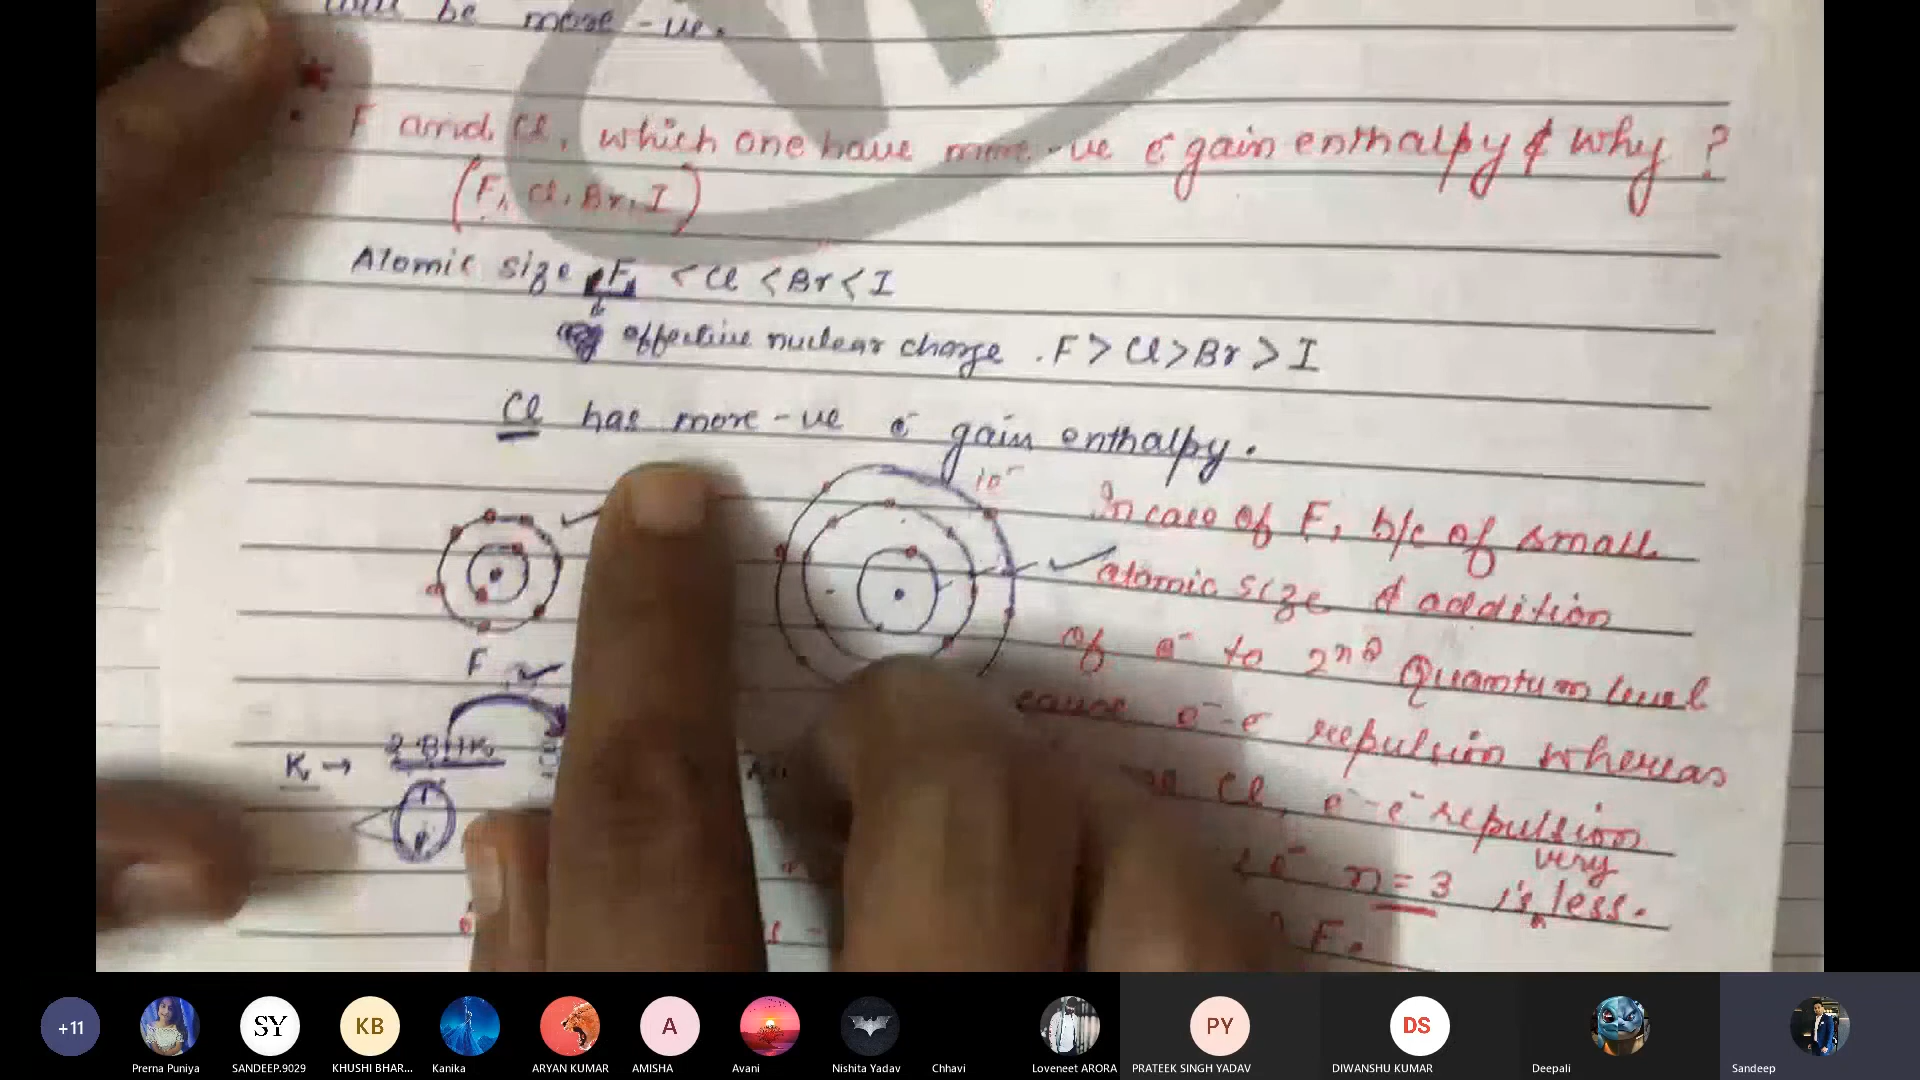 be more -ve.
F and Cl, which one have more -ve e⁻ gain enthalpy & why ?
(F, Cl, Br, I)
Atomic size F, < Cl < Br < I
effective nuclear charge . F > Cl > Br > I
Cl has more -ve e⁻ gain enthalpy.
1e⁻
In case of F, b/c of small
atomic size & addition
of e⁻ to 2nd Quantum level
cause e⁻-e⁻ repulsion whereas
Cl, e⁻-e⁻ repulsion
very
e⁻ n=3 is less.
F.
F
K → 2 BHK
+11
SY
KB
A
PY
DS
Prerna Puniya
SANDEEP.9029
KHUSHI BHAR...
Kanika
ARYAN KUMAR
AMISHA
Avani
Nishita Yadav
Chhavi
Loveneet ARORA
PRATEEK SINGH YADAV
DIWANSHU KUMAR
Deepali
Sandeep